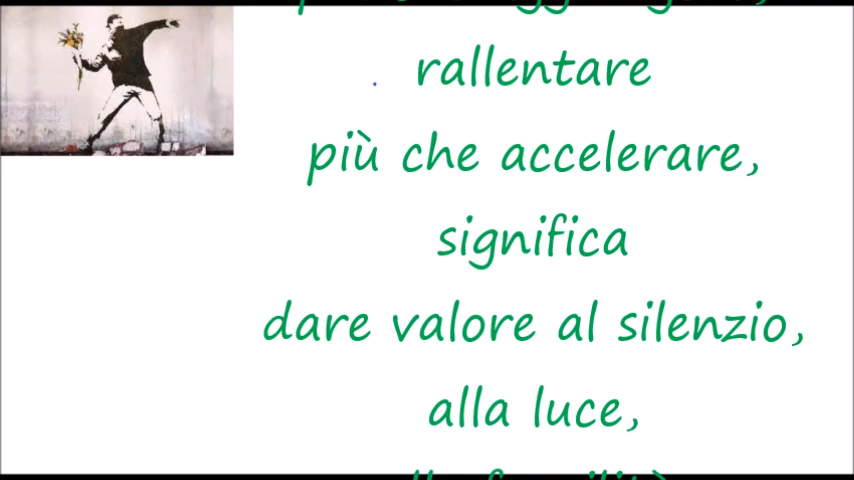 rallentare
più che accelerare,
significa
dare valore al silenzio,
alla luce,